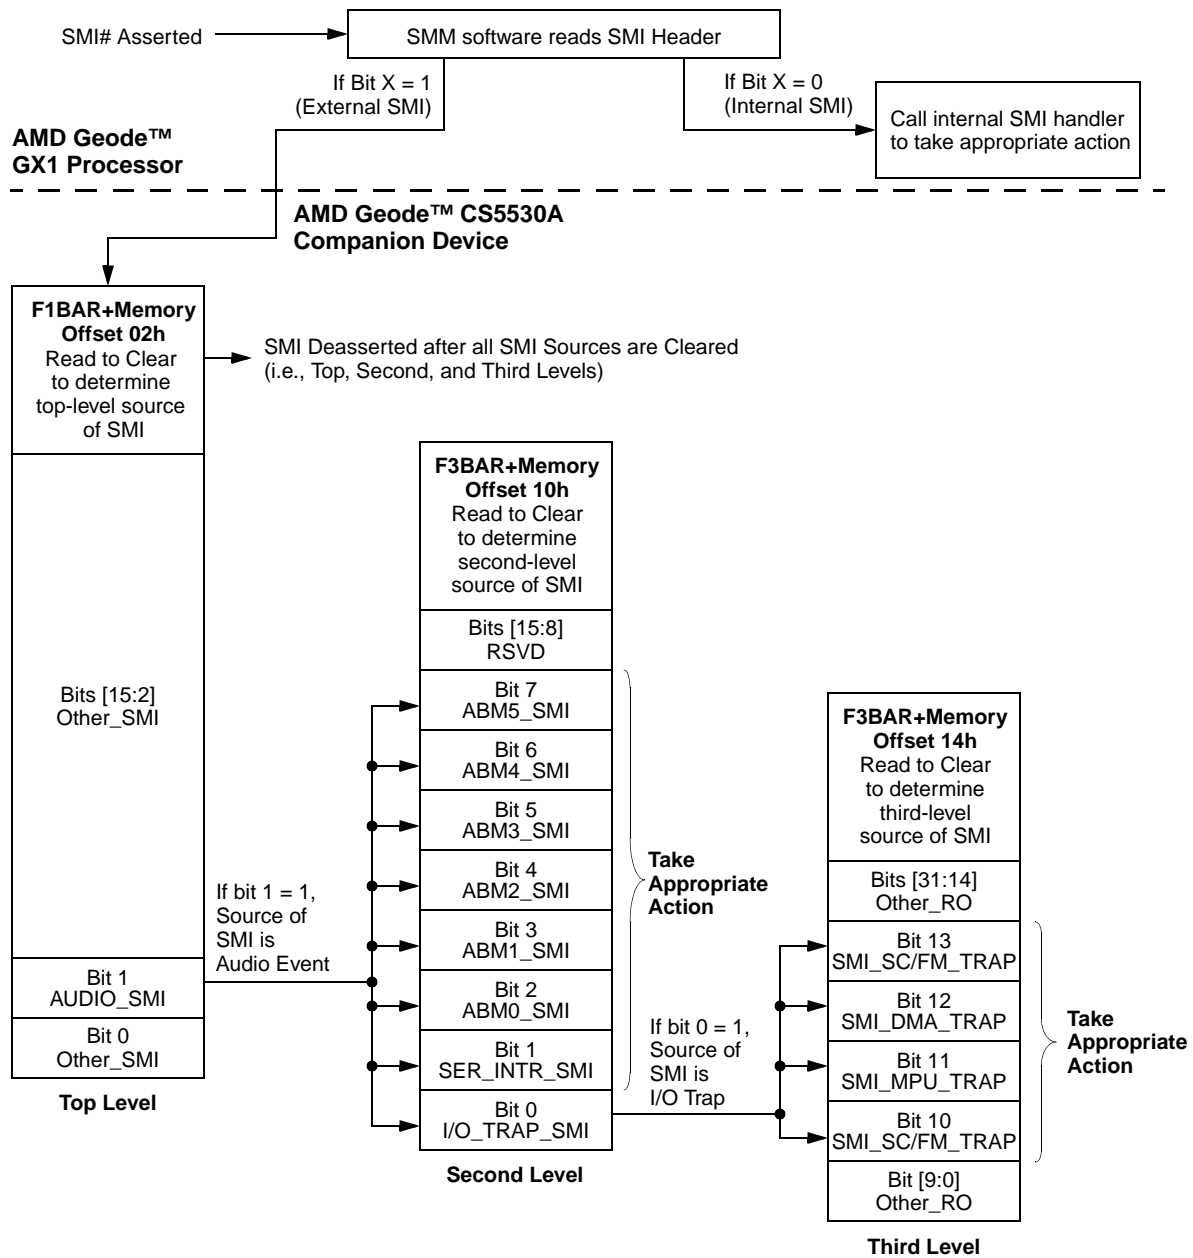 SMI# Asserted
SMM software reads SMI Header
If Bit X = 1
(External SMI)
If Bit X = 0
(Internal SMI)
Call internal SMI handler
to take appropriate action
AMD Geode™
GX1 Processor
AMD Geode™ CS5530A
Companion Device
F1BAR+Memory
Offset 02h
Read to Clear
to determine
top-level source
of SMI
SMI Deasserted after all SMI Sources are Cleared
(i.e., Top, Second, and Third Levels)
Bits [15:2]
Other_SMI
Bit 1
AUDIO_SMI
Bit 0
Other_SMI
Top Level
If bit 1 = 1,
Source of
SMI is
Audio Event
F3BAR+Memory
Offset 10h
Read to Clear
to determine
second-level
source of SMI
Bits [15:8]
RSVD
Bit 7
ABM5_SMI
Bit 6
ABM4_SMI
Bit 5
ABM3_SMI
Bit 4
ABM2_SMI
Bit 3
ABM1_SMI
Bit 2
ABM0_SMI
Bit 1
SER_INTR_SMI
Bit 0
I/O_TRAP_SMI
Second Level
Take
Appropriate
Action
If bit 0 = 1,
Source of
SMI is
I/O Trap
F3BAR+Memory
Offset 14h
Read to Clear
to determine
third-level
source of SMI
Bits [31:14]
Other_RO
Bit 13
SMI_SC/FM_TRAP
Bit 12
SMI_DMA_TRAP
Bit 11
SMI_MPU_TRAP
Bit 10
SMI_SC/FM_TRAP
Bit [9:0]
Other_RO
Third Level
Take
Appropriate
Action